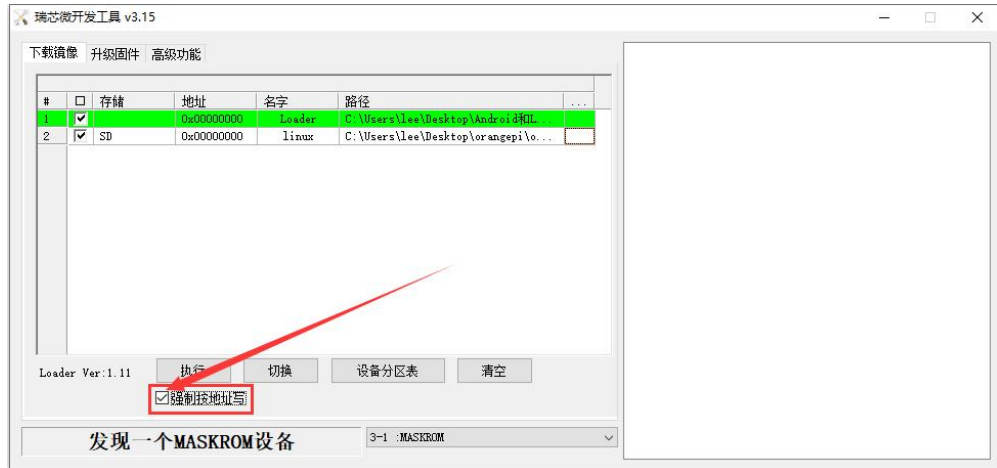 瑞芯微开发工具 v3.15
下载镜像 升级固件 高级功能
# 存储 地址 名字 路径 ...
1 0x00000000 Loader C:\Users\lee\Desktop\Android和L...
2 SD 0x00000000 linux C:\Users\lee\Desktop\orangepi\o...
Loader Ver:1.11 执行 切换 设备分区表 清空
强制按地址写
发现一个MASKROM设备 3-1 :MASKROM